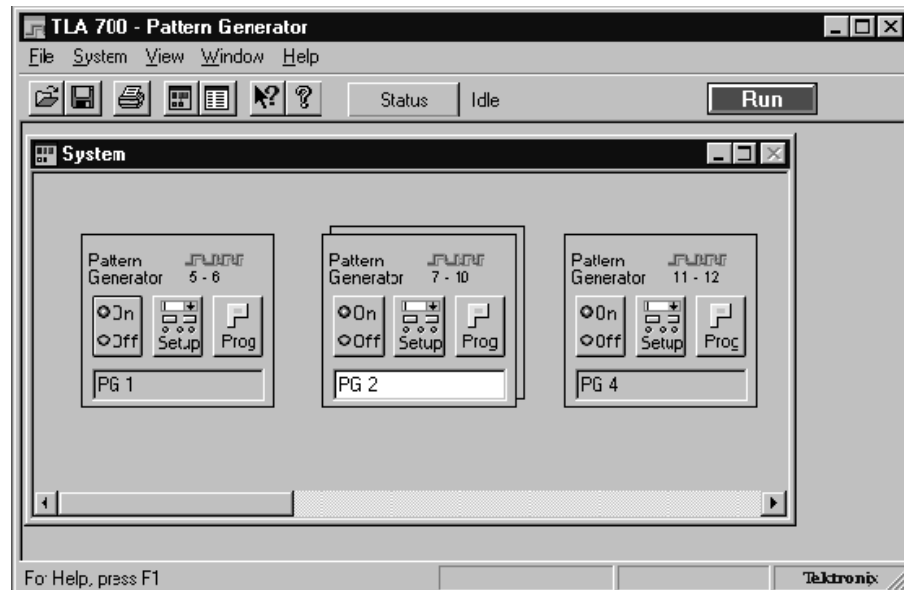 TLA 700 - Pattern Generator
File System View Window Help
Status Idle Run
System
Pattern Generator 5 - 6
On
Off
Setup Prog
PG 1
Pattern Generator 7 - 10
On
Off
Setup Prog
PG 2
Pattern Generator 11 - 12
On
Off
Setup Prog
PG 4
For Help, press F1
Tektronix